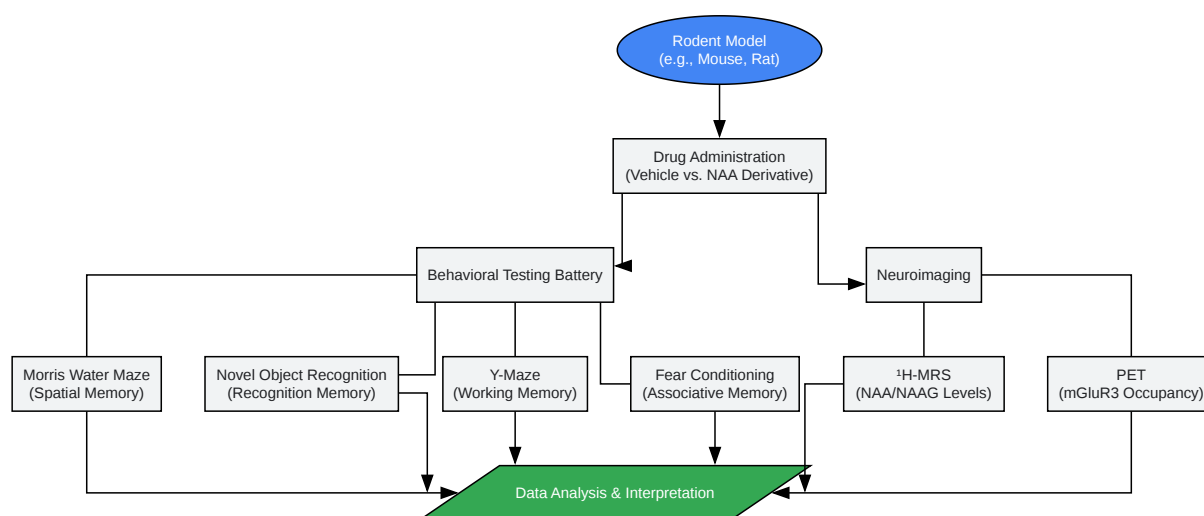 Rodent Model
(e.g., Mouse, Rat)
Drug Administration
(Vehicle vs. NAA Derivative)
Behavioral Testing Battery
Neuroimaging
Morris Water Maze
(Spatial Memory)
Novel Object Recognition
(Recognition Memory)
Y-Maze
(Working Memory)
Fear Conditioning
(Associative Memory)
¹H-MRS
(NAA/NAAG Levels)
PET
(mGluR3 Occupancy)
Data Analysis & Interpretation